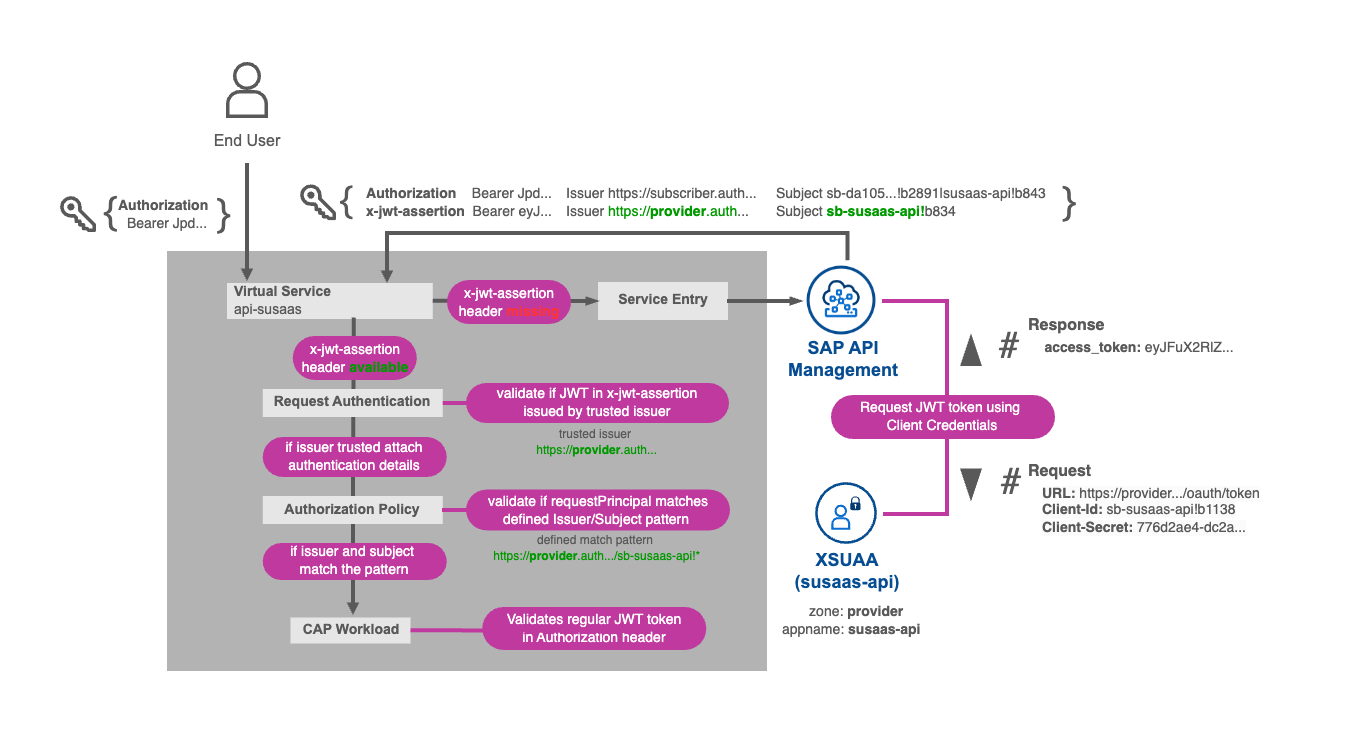 End User
Authorization
Bearer Jpd...
Authorization Bearer Jpd... Issuer https://subscriber.auth... Subject sb-da105...!b2891|susaas-api!b843
x-jwt-assertion Bearer eyJ... Issuer https://provider.auth... Subject sb-susaas-api!b834
Virtual Service
api-susaas
x-jwt-assertion
header missing
Service Entry
SAP API
Management
x-jwt-assertion
header available
Request Authentication
validate if JWT in x-jwt-assertion
issued by trusted issuer
trusted issuer
https://provider.auth...
if issuer trusted attach
authentication details
Authorization Policy
validate if requestPrincipal matches
defined Issuer/Subject pattern
defined match pattern
https://provider.auth.../sb-susaas-api!*
if issuer and subject
match the pattern
CAP Workload
Validates regular JWT token
in Authorization header
# Response
access_token: eyJFuX2RlZ...
Request JWT token using
Client Credentials
# Request
URL: https://provider.../oauth/token
Client-Id: sb-susaas-api!b1138
Client-Secret: 776d2ae4-dc2a...
XSUAA
(susaas-api)
zone: provider
appname: susaas-api